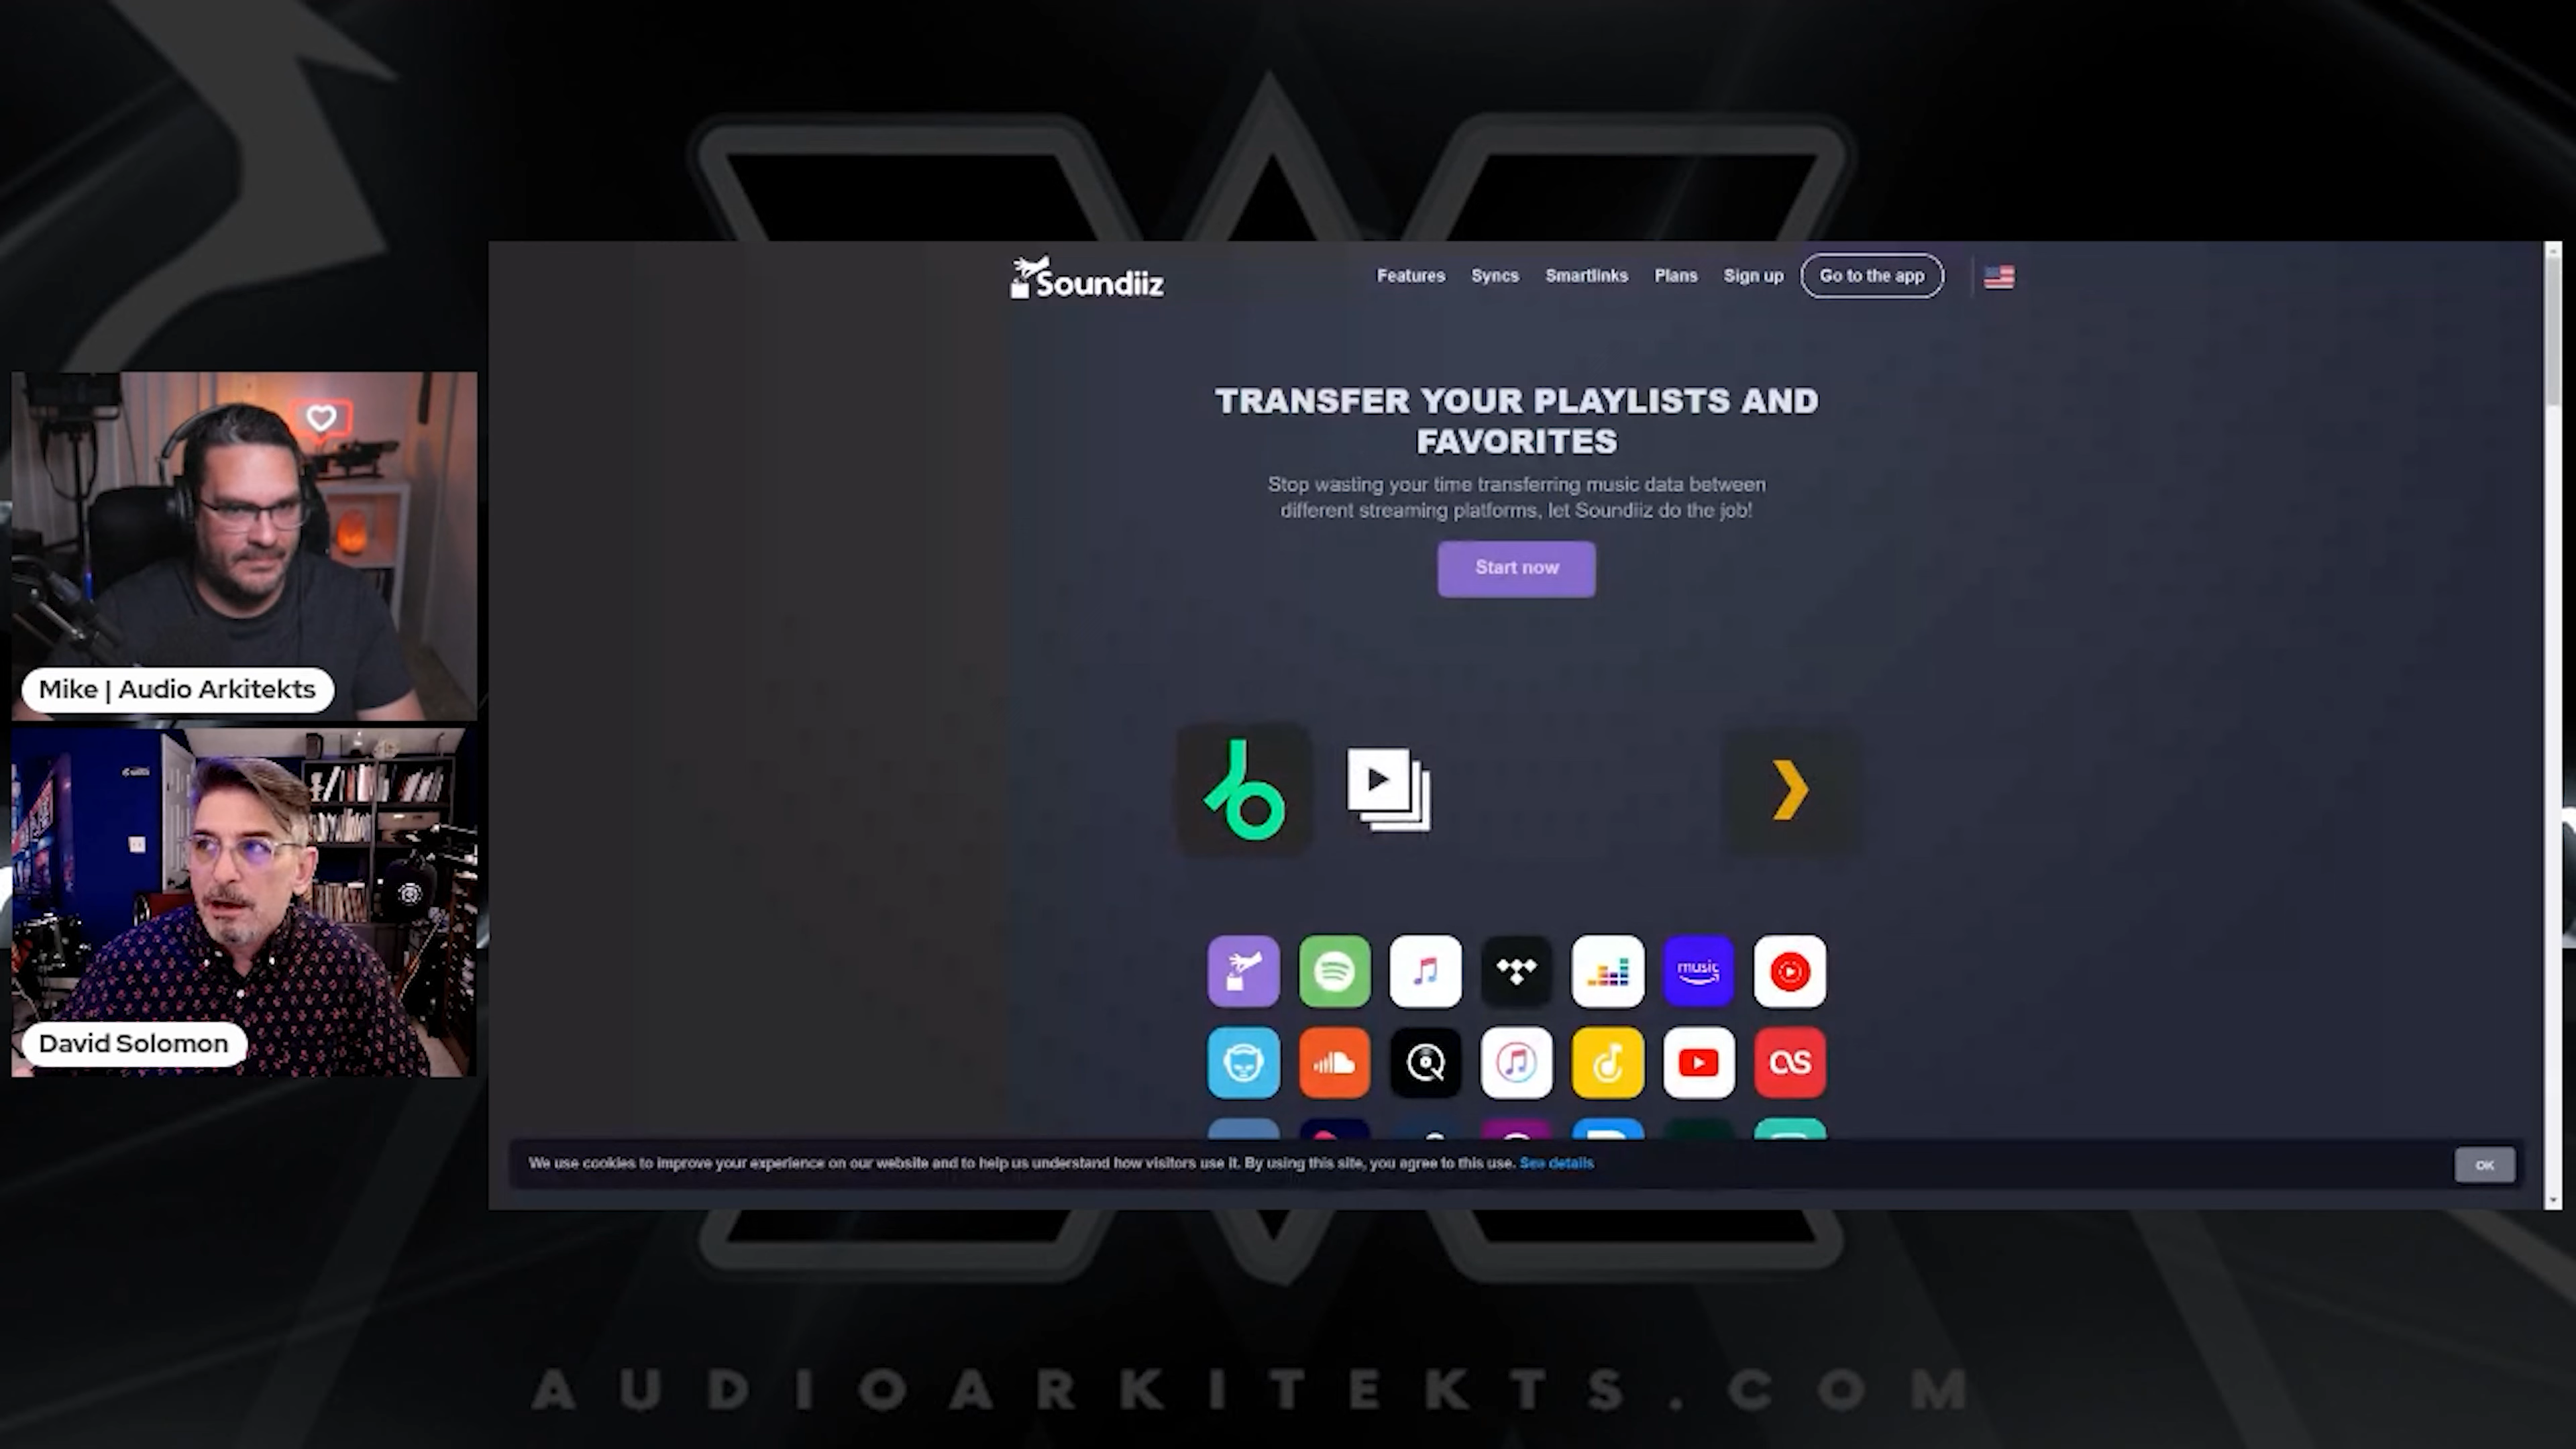 Soundiiz
Features Syncs Smartlinks Plans Sign up Go to the app
TRANSFER YOUR PLAYLISTS AND
FAVORITES
Stop wasting your time transferring music data between
different streaming platforms, let Soundiiz do the job!
Start now
Mike | Audio Arkitekts
David Solomon
music
We use cookies to improve your experience on our website and to help us understand how visitors use it. By using this site, you agree to this use. See details
OK
AUDIOARKITEKTS.COM